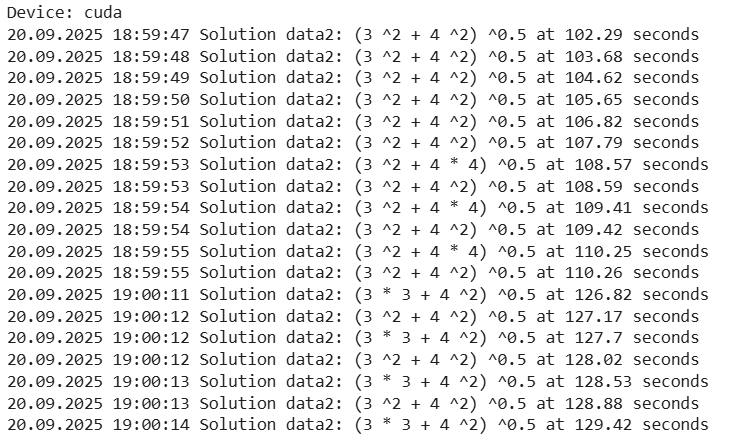 Device: cuda
20.09.2025 18:59:47 Solution data2: (3 ^2 + 4 ^2) ^0.5 at 102.29 seconds
20.09.2025 18:59:48 Solution data2: (3 ^2 + 4 ^2) ^0.5 at 103.68 seconds
20.09.2025 18:59:49 Solution data2: (3 ^2 + 4 ^2) ^0.5 at 104.62 seconds
20.09.2025 18:59:50 Solution data2: (3 ^2 + 4 ^2) ^0.5 at 105.65 seconds
20.09.2025 18:59:51 Solution data2: (3 ^2 + 4 ^2) ^0.5 at 106.82 seconds
20.09.2025 18:59:52 Solution data2: (3 ^2 + 4 ^2) ^0.5 at 107.79 seconds
20.09.2025 18:59:53 Solution data2: (3 ^2 + 4 * 4) ^0.5 at 108.57 seconds
20.09.2025 18:59:53 Solution data2: (3 ^2 + 4 ^2) ^0.5 at 108.59 seconds
20.09.2025 18:59:54 Solution data2: (3 ^2 + 4 * 4) ^0.5 at 109.41 seconds
20.09.2025 18:59:54 Solution data2: (3 ^2 + 4 ^2) ^0.5 at 109.42 seconds
20.09.2025 18:59:55 Solution data2: (3 ^2 + 4 * 4) ^0.5 at 110.25 seconds
20.09.2025 18:59:55 Solution data2: (3 ^2 + 4 ^2) ^0.5 at 110.26 seconds
20.09.2025 19:00:11 Solution data2: (3 * 3 + 4 ^2) ^0.5 at 126.82 seconds
20.09.2025 19:00:12 Solution data2: (3 ^2 + 4 ^2) ^0.5 at 127.17 seconds
20.09.2025 19:00:12 Solution data2: (3 * 3 + 4 ^2) ^0.5 at 127.7 seconds
20.09.2025 19:00:12 Solution data2: (3 ^2 + 4 ^2) ^0.5 at 128.02 seconds
20.09.2025 19:00:13 Solution data2: (3 * 3 + 4 ^2) ^0.5 at 128.53 seconds
20.09.2025 19:00:13 Solution data2: (3 ^2 + 4 ^2) ^0.5 at 128.88 seconds
20.09.2025 19:00:14 Solution data2: (3 * 3 + 4 ^2) ^0.5 at 129.42 seconds